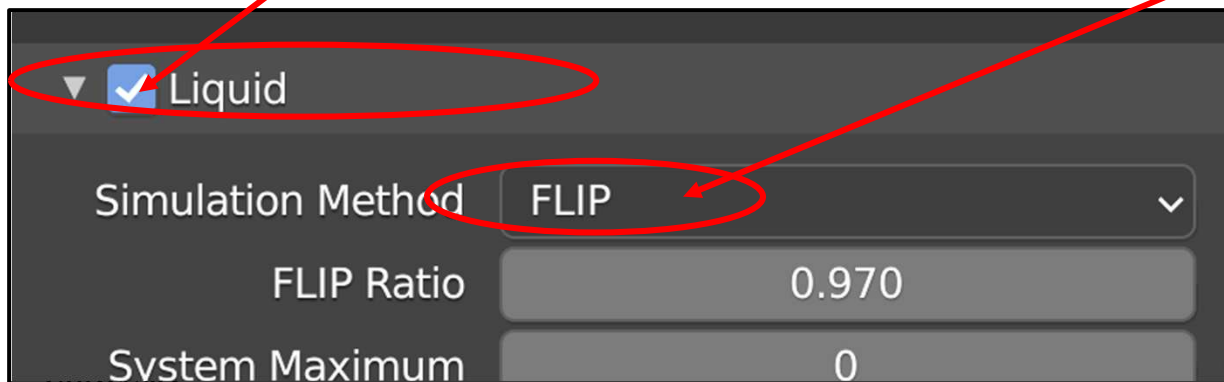 Liquid
Simulation Method FLIP
FLIP Ratio 0.970
System Maximum 0